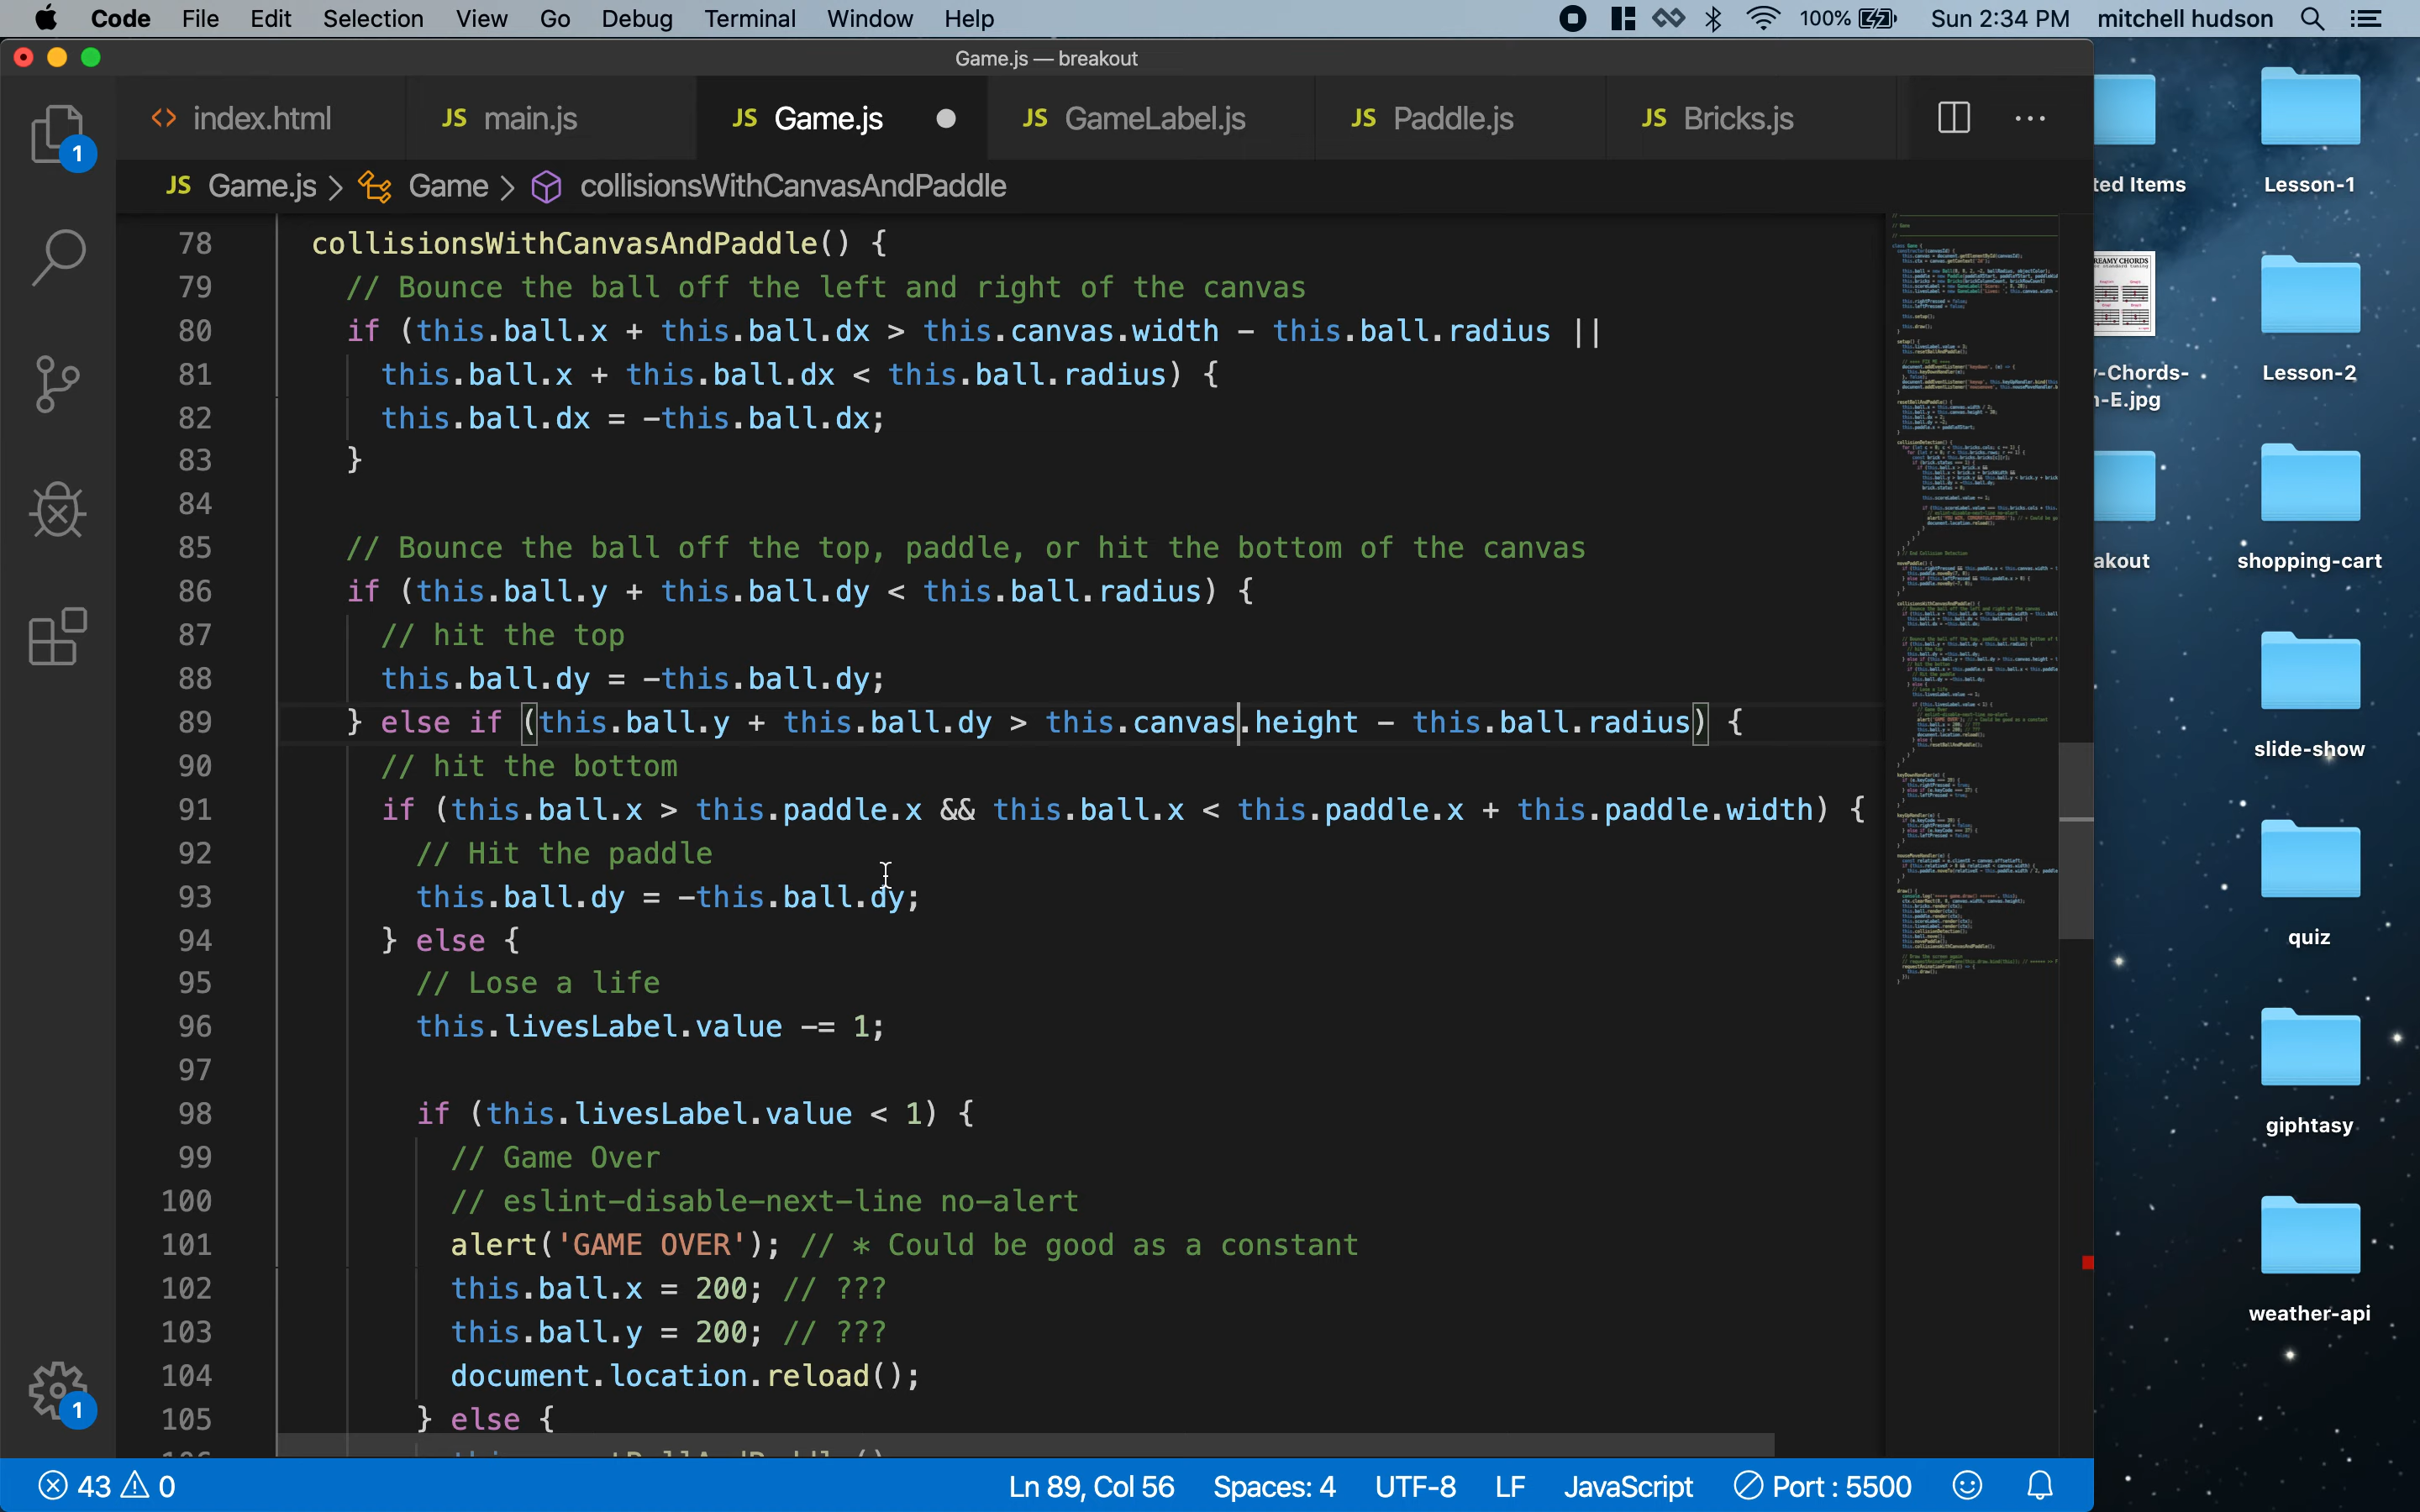 Code File Edit Selection View Go Debug Terminal Window Help 100% Sun 2:34 PM mitchell hudson
Game.js — breakout
<> index.html JS main.js JS Game.js JS GameLabel.js JS Paddle.js JS Bricks.js ...
JS Game.js > Game > collisionsWithCanvasAndPaddle
78 collisionsWithCanvasAndPaddle() {
79 // Bounce the ball off the left and right of the canvas
80 if (this.ball.x + this.ball.dx > this.canvas.width - this.ball.radius ||
81 this.ball.x + this.ball.dx < this.ball.radius) {
82 this.ball.dx = -this.ball.dx;
83 }
84
85 // Bounce the ball off the top, paddle, or hit the bottom of the canvas
86 if (this.ball.y + this.ball.dy < this.ball.radius) {
87 // hit the top
88 this.ball.dy = -this.ball.dy;
89 } else if (this.ball.y + this.ball.dy > this.canvas.height - this.ball.radius) {
90 // hit the bottom
91 if (this.ball.x > this.paddle.x && this.ball.x < this.paddle.x + this.paddle.width) {
92 // Hit the paddle
93 this.ball.dy = -this.ball.dy;
94 } else {
95 // Lose a life
96 this.livesLabel.value -= 1;
97
98 if (this.livesLabel.value < 1) {
99 // Game Over
100 // eslint-disable-next-line no-alert
101 alert('GAME OVER'); // * Could be good as a constant
102 this.ball.x = 200; // ???
103 this.ball.y = 200; // ???
104 document.location.reload();
105 } else {
1
1
43 0 Ln 89, Col 56 Spaces: 4 UTF-8 LF JavaScript Port : 5500
ted Items
Lesson-1
EAMY CHORDS
-Chords-
-E.jpg
Lesson-2
akout
shopping-cart
slide-show
quiz
giphtasy
weather-api